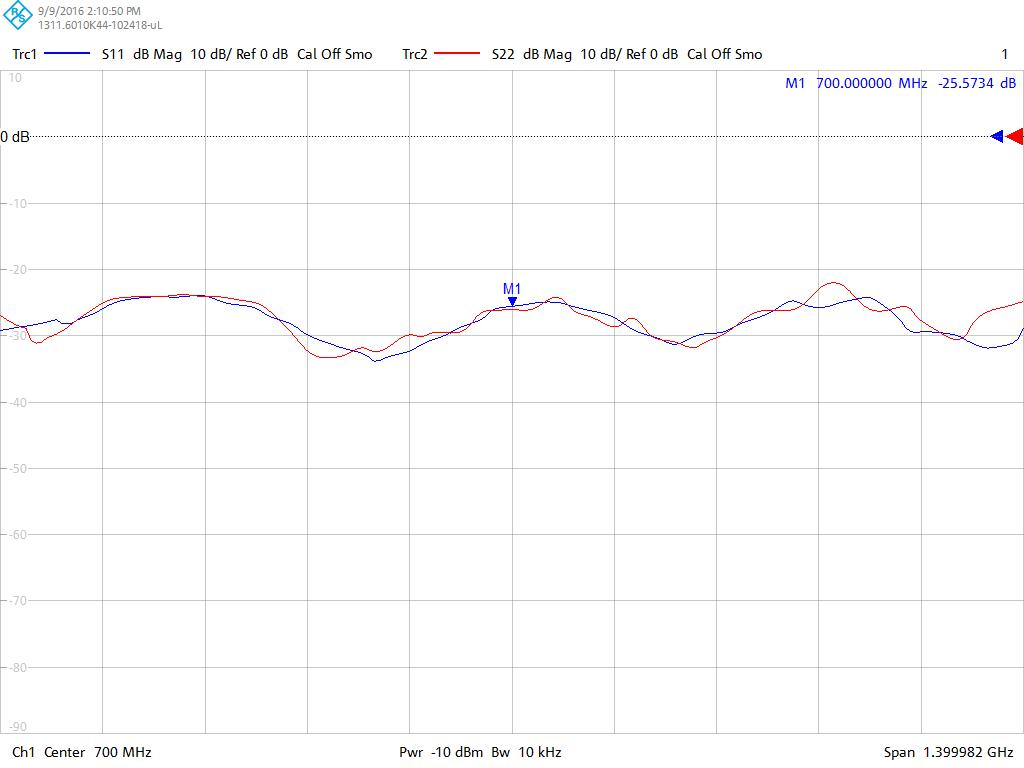 R&S
9/9/2016 2:10:50 PM
1311.6010K44-102418-uL
Trc1 S11 dB Mag 10 dB/ Ref 0 dB Cal Off Smo Trc2 S22 dB Mag 10 dB/ Ref 0 dB Cal Off Smo 1
10
M1 700.000000 MHz -25.5734 dB
0 dB
-10
-20
M1
-30
-40
-50
-60
-70
-80
-90
Ch1 Center 700 MHz Pwr -10 dBm Bw 10 kHz Span 1.399982 GHz